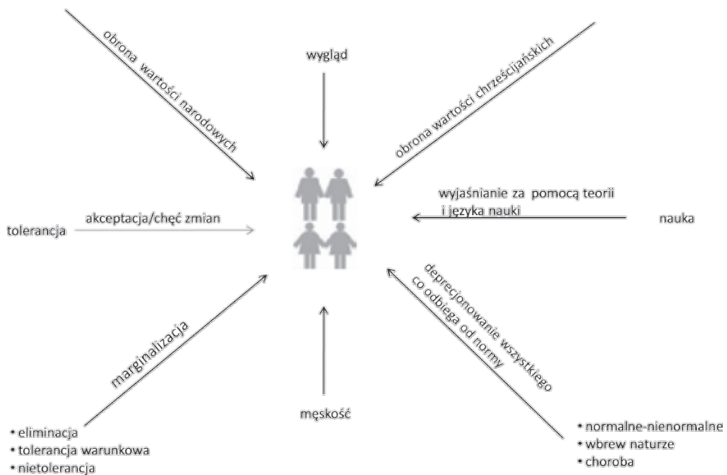 obrona wartości narodowych
wygląd
obrona wartości chrześcijańskich
tolerancja
akceptacja/chęć zmian
wyjaśnianie za pomocą teorii
i języka nauki
nauka
marginalizacja
deprecjonowanie wszystkiego
co odbiega od normy
męskość
• eliminacja
• tolerancja warunkowa
• nietolerancja
• normalne-nienormalne
• wbrew naturze
• choroba